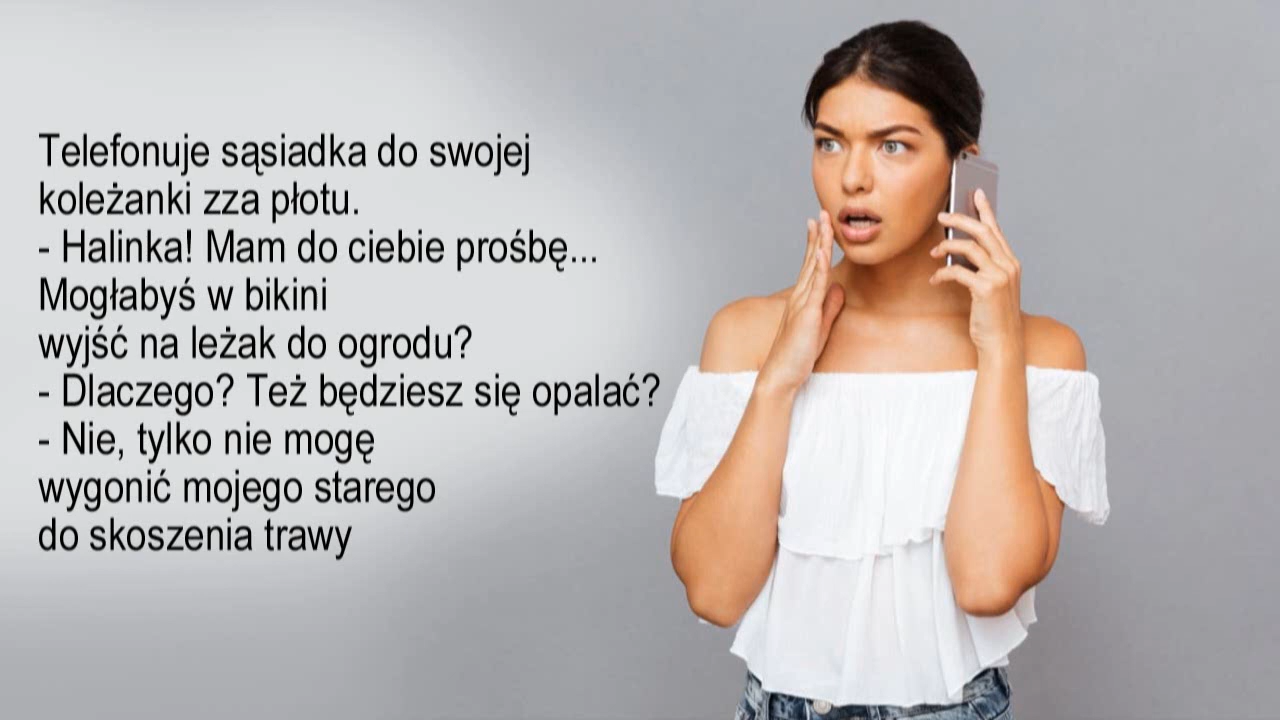 Telefonuje sąsiadka do swojej
koleżanki zza płotu.
- Halinka! Mam do ciebie prośbę...
Mogłabyś w bikini
wyjść na leżak do ogrodu?
- Dlaczego? Też będziesz się opalać?
- Nie, tylko nie mogę
wygonić mojego starego
do skoszenia trawy